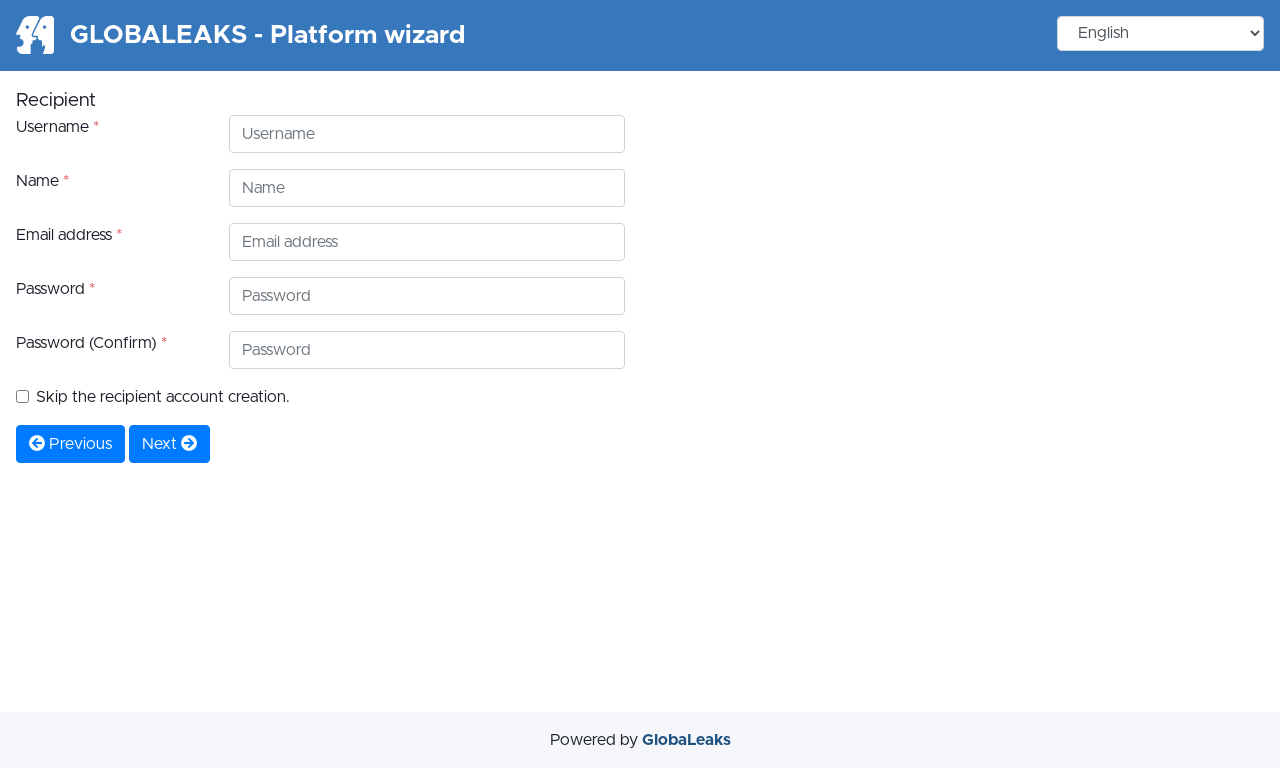 GLOBALEAKS - Platform wizard
English
Recipient
Username *
Username
Name *
Name
Email address *
Email address
Password *
Password
Password (Confirm) *
Password
Skip the recipient account creation.
Previous
Next
Powered by GlobaLeaks